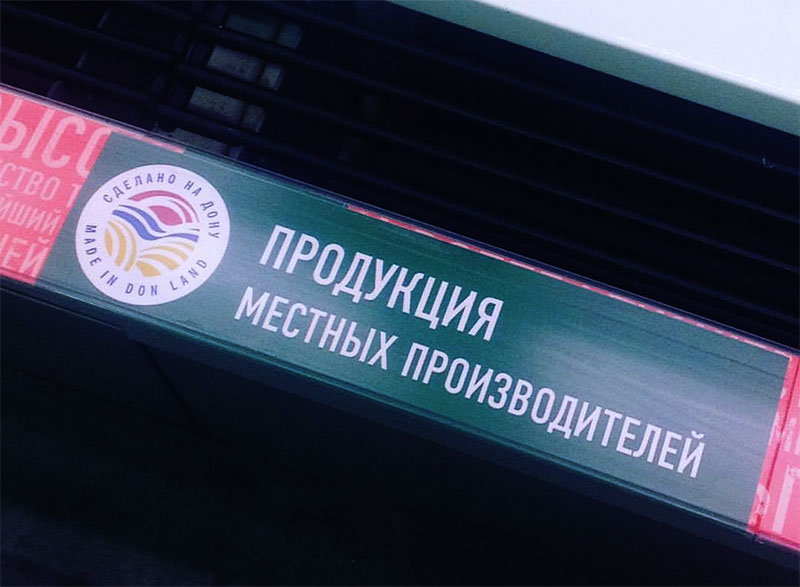 СДЕЛАНО НА ДОНУ
MADE IN DON LAND
ПРОДУКЦИЯ
МЕСТНЫХ ПРОИЗВОДИТЕЛЕЙ